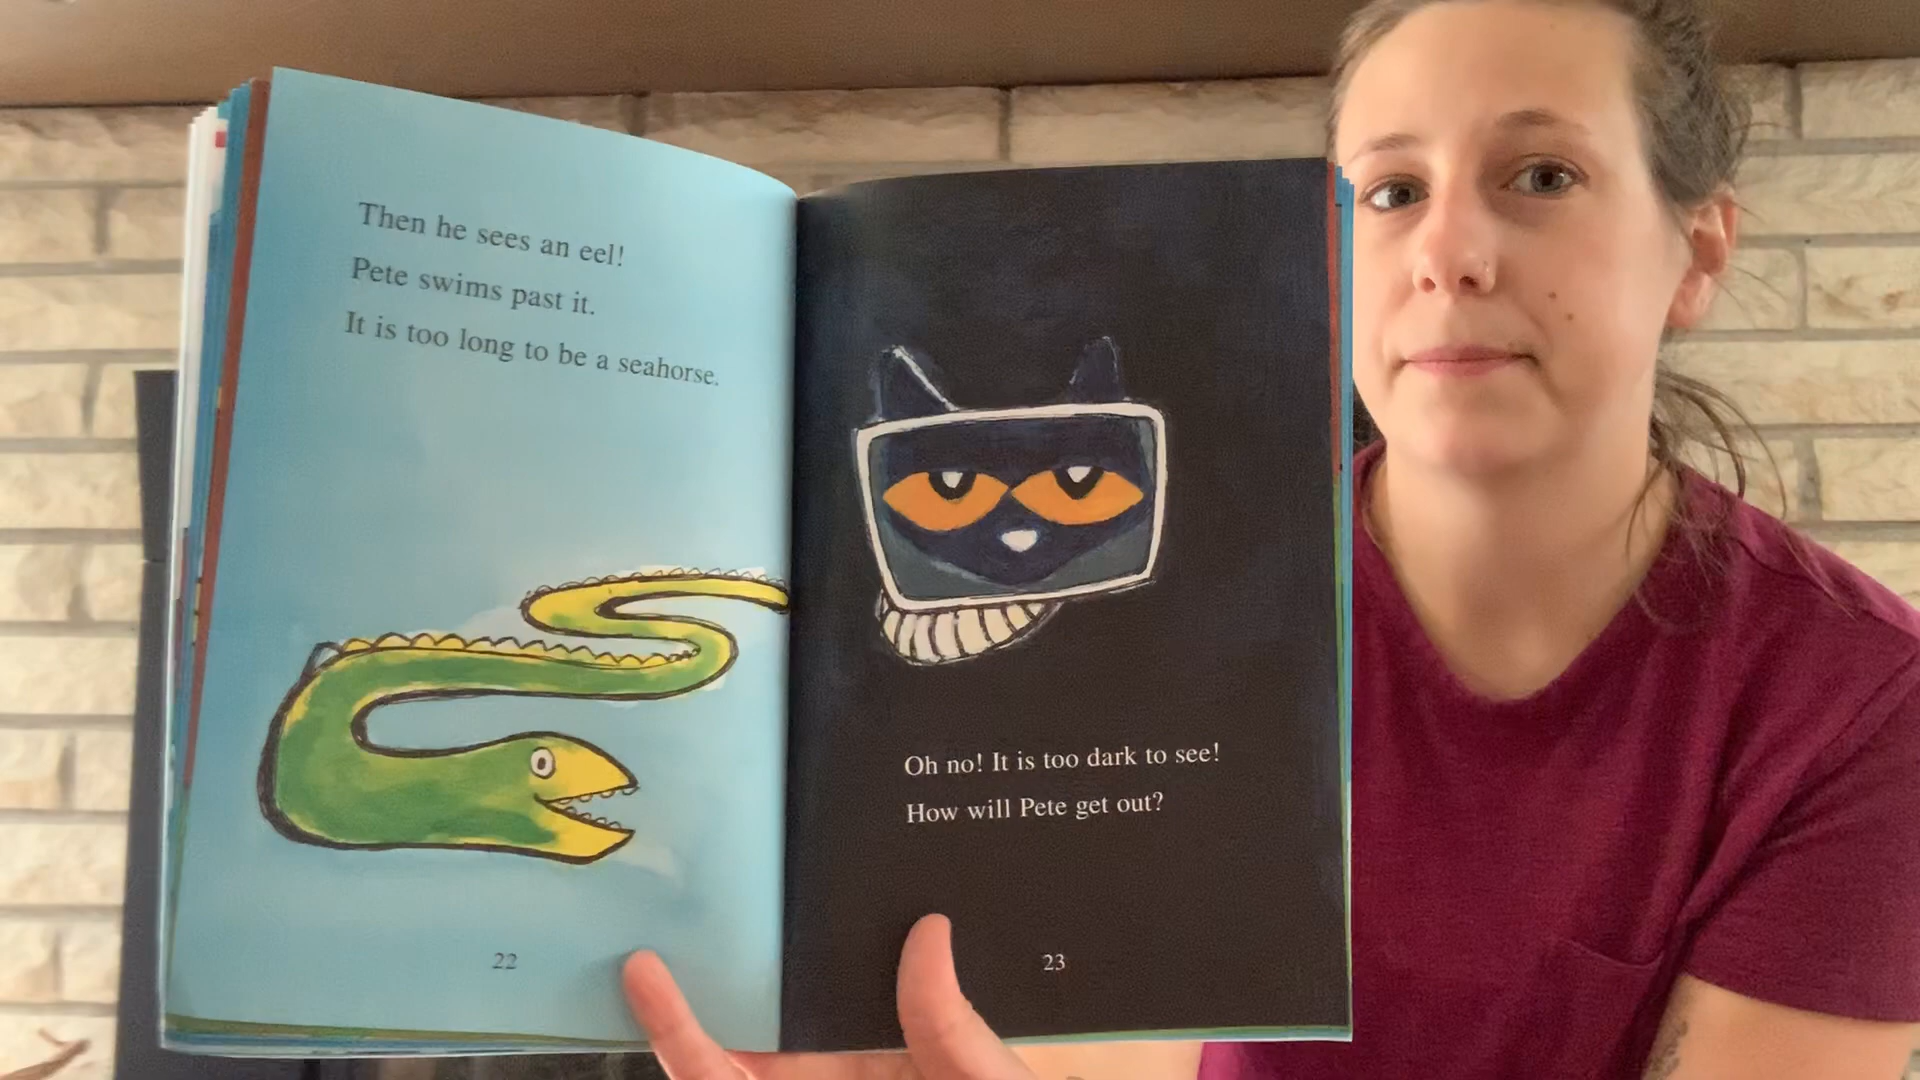 Then he sees an eel!
Pete swims past it.
It is too long to be a seahorse.
22
Oh no! It is too dark to see!
How will Pete get out?
23